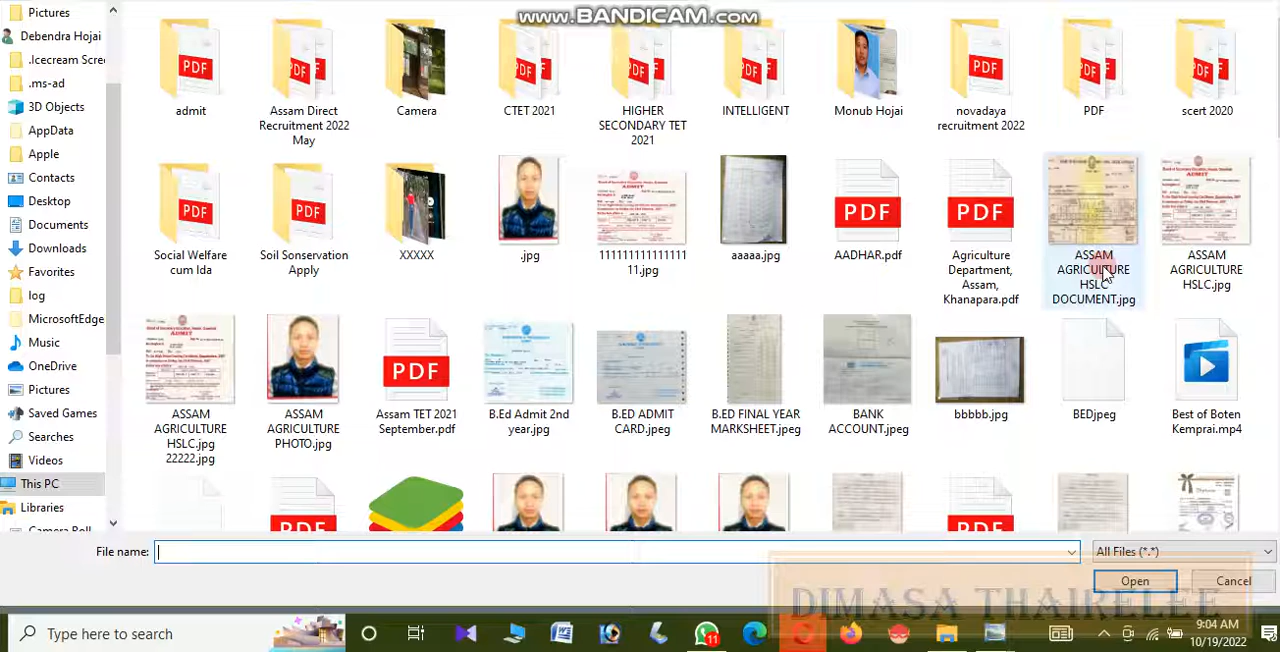 www.BANDICAM.com
Pictures
Debendra Hojai
.Icecream Scre
.ms-ad
3D Objects
AppData
Apple
Contacts
Desktop
Documents
Downloads
Favorites
log
MicrosoftEdge
Music
OneDrive
Pictures
Saved Games
Searches
Videos
This PC
Libraries
Camera Roll
admit
Assam Direct
Recruitment 2022
May
Camera
CTET 2021
HIGHER
SECONDARY TET
2021
INTELLIGENT
Monub Hojai
novadaya
recruitment 2022
PDF
scert 2020
Social Welfare
cum lda
Soil Sonservation
Apply
XXXXX
.jpg
11111111111111
11.jpg
aaaaa.jpg
PDF
AADHAR.pdf
PDF
Agriculture
Department,
Assam,
Khanapara.pdf
ASSAM
AGRICULTURE
HSLC
DOCUMENT.jpg
ASSAM
AGRICULTURE
HSLC.jpg
ASSAM
AGRICULTURE
HSLC.jpg
22222.jpg
ASSAM
AGRICULTURE
PHOTO.jpg
PDF
Assam TET 2021
September.pdf
B.Ed Admit 2nd
year.jpg
B.ED ADMIT
CARD.jpeg
B.ED FINAL YEAR
MARKSHEET.jpeg
BANK
ACCOUNT.jpeg
bbbbb.jpg
BEDjpeg
Best of Boten
Kemprai.mp4
File name:
All Files (*.*)
Open
Cancel
DIMASA THAIRELEE
Type here to search
11
9:04 AM
10/19/2022